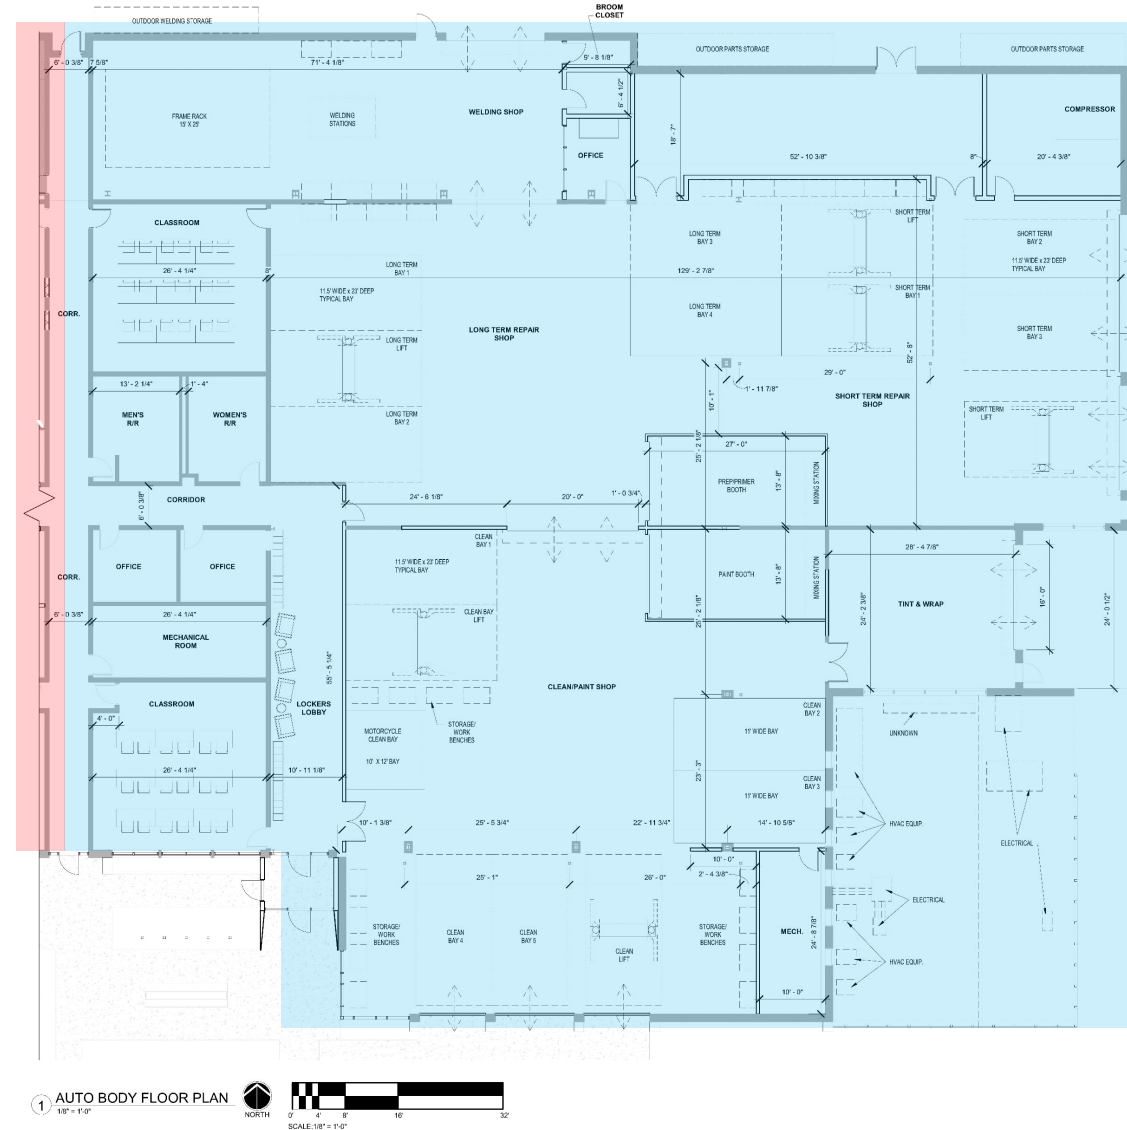 BROOM
CLOSET
OUTDOOR WELDING STORAGE
OUTDOOR PARTS STORAGE
OUTDOOR PARTS STORAGE
6' - 0 3/8"
7 5/8"
71' - 4 1/8"
9' - 8 1/8"
6' - 4 1/2"
FRAME RACK
15' X 25'
WELDING
STATIONS
WELDING SHOP
COMPRESSOR
18' - 7"
OFFICE
52' - 10 3/8"
8"
20' - 4 3/8"
CLASSROOM
LONG TERM
BAY 3
SHORT TERM
LIFT
SHORT TERM
BAY 2
26' - 4 1/4"
8"
LONG TERM
BAY 1
129' - 2 7/8"
11.5' WIDE x 23' DEEP
TYPICAL BAY
11.5' WIDE x 23' DEEP
TYPICAL BAY
SHORT TERM
BAY 1
CORR.
LONG TERM
BAY 4
LONG TERM REPAIR
SHOP
SHORT TERM
BAY 3
LONG TERM
LIFT
52' - 8"
29' - 0"
1' - 11 7/8"
13' - 2 1/4"
1' - 4"
10' - 1"
SHORT TERM REPAIR
SHOP
MEN'S
R/R
WOMEN'S
R/R
LONG TERM
BAY 2
SHORT TERM
LIFT
25' - 2 1/8"
27' - 0"
PREP/PRIMER
BOOTH
13' - 8"
MIXING STATION
CORRIDOR
6' - 0 3/8"
24' - 6 1/8"
20' - 0"
1' - 0 3/4"
CLEAN
BAY 1
11.5' WIDE x 23' DEEP
TYPICAL BAY
28' - 4 7/8"
OFFICE
OFFICE
CORR.
PAINT BOOTH
13' - 8"
MIXING STATION
TINT & WRAP
16' - 0"
24' - 0 1/2"
24' - 2 3/8"
6' - 0 3/8"
26' - 4 1/4"
CLEAN BAY
LIFT
25' - 2 1/8"
MECHANICAL
ROOM
55' - 5 1/4"
CLEAN/PAINT SHOP
CLASSROOM
LOCKERS
LOBBY
4' - 0"
STORAGE/
WORK
BENCHES
MOTORCYCLE
CLEAN BAY
10' X 12' BAY
CLEAN
BAY 2
11' WIDE BAY
UNKNOWN
26' - 4 1/4"
10' - 11 1/8"
23' - 3"
CLEAN
BAY 3
11' WIDE BAY
10' - 1 3/8"
25' - 5 3/4"
22' - 11 3/4"
14' - 10 5/8"
HVAC EQUIP.
ELECTRICAL
10' - 0"
25' - 1"
26' - 0"
2' - 4 3/8"
ELECTRICAL
STORAGE/
WORK
BENCHES
CLEAN
BAY 4
CLEAN
BAY 5
CLEAN
LIFT
STORAGE/
WORK
BENCHES
MECH.
24' - 8 7/8"
HVAC EQUIP.
10' - 0"
1
AUTO BODY FLOOR PLAN
1/8" = 1'-0"
NORTH
0' 4' 8' 16' 32'
SCALE:1/8" = 1'-0"